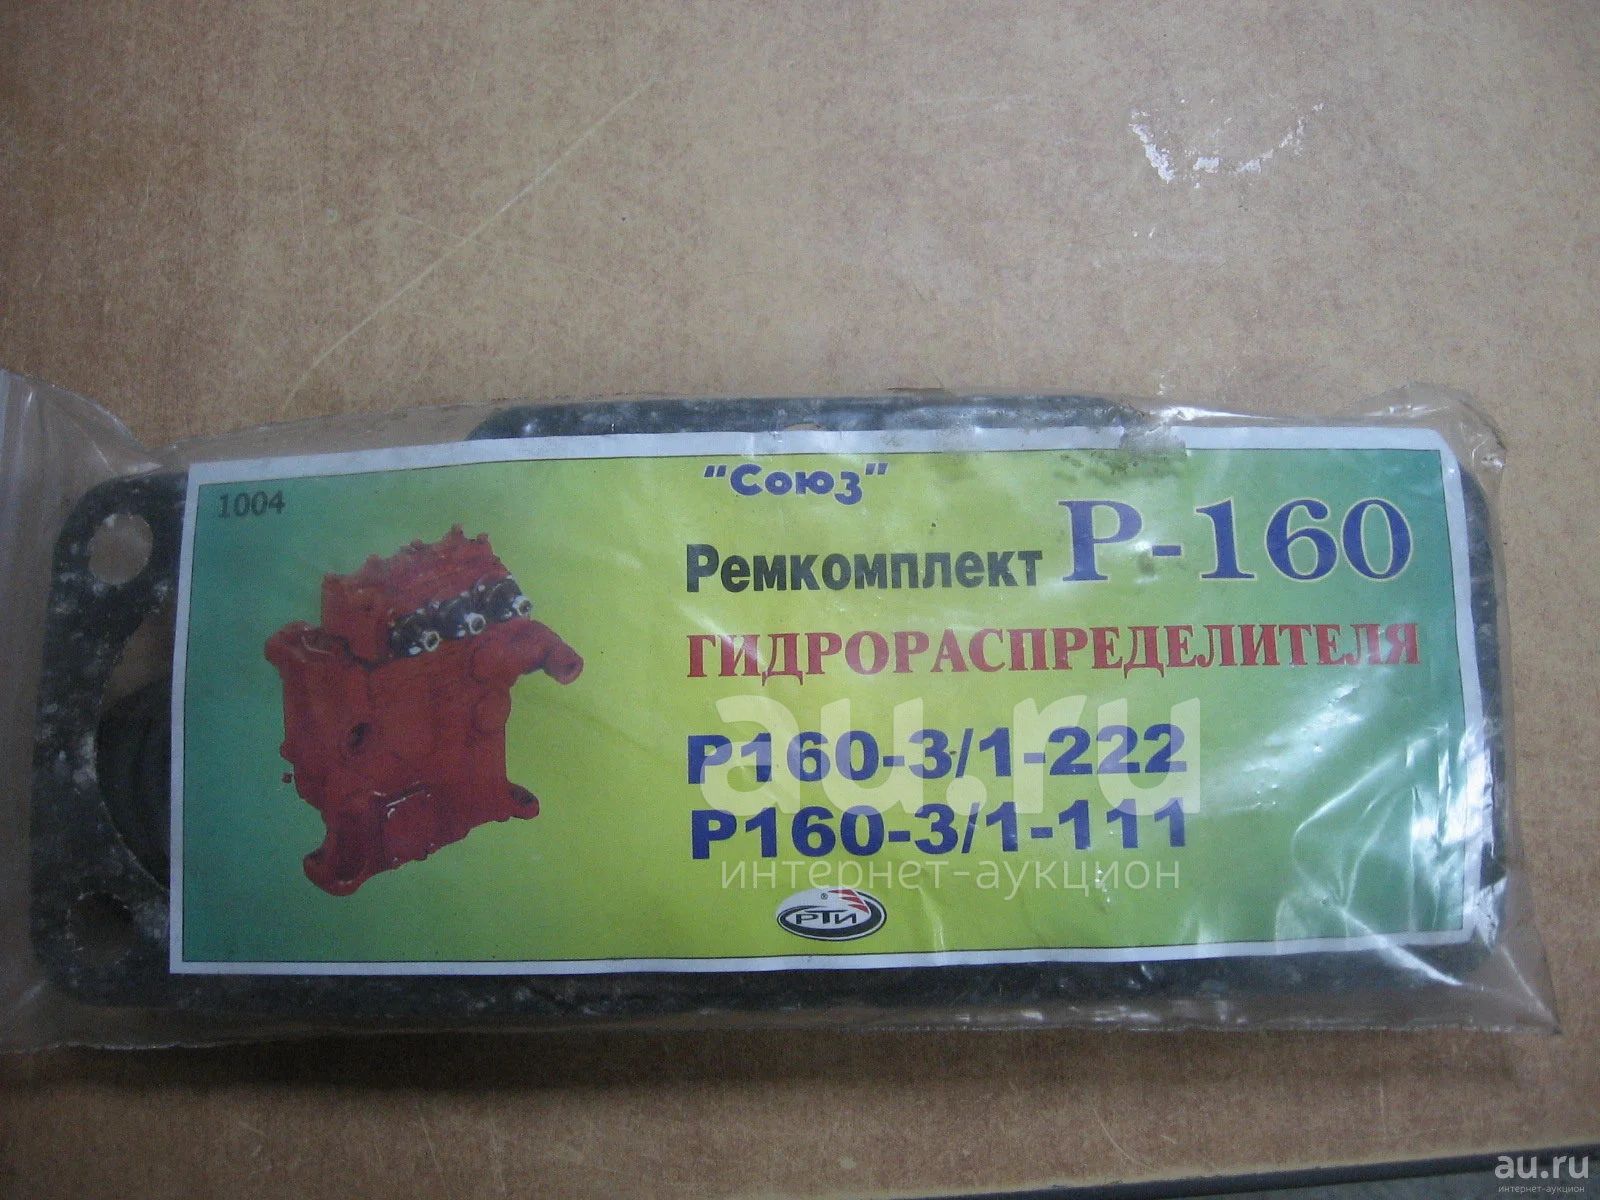 1004
"Союз"
Ремкомплект Р-160
ГИДРОРАСПРЕДЕЛИТЕЛЯ
Р160-3/1-222
Р160-3/1-111
au.ru
интернет-аукцион
® РТИ
au.ru
интернет-аукцион